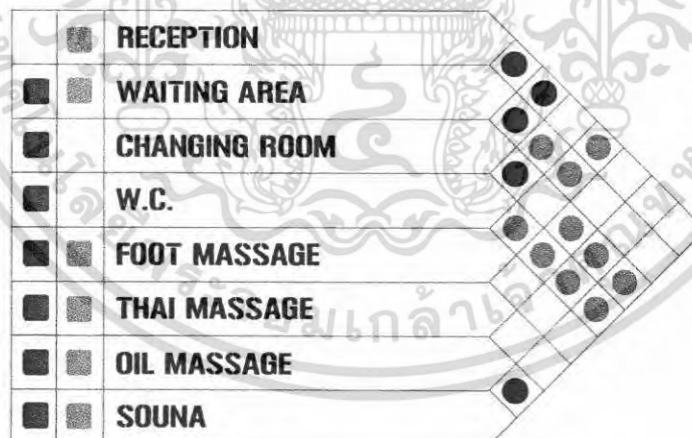 RECEPTION
WAITING AREA
CHANGING ROOM
W.C.
FOOT MASSAGE
THAI MASSAGE
OIL MASSAGE
SOUNA